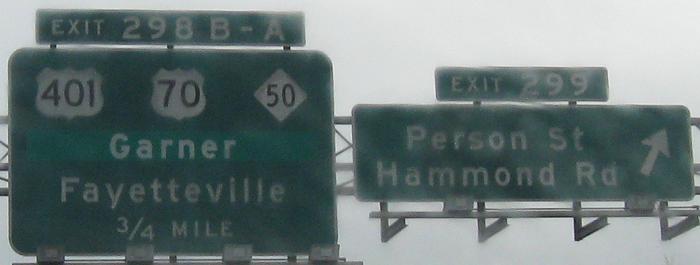 EXIT 298 B-A
401 70 50
Garner
Fayetteville
3/4 MILE
EXIT 299
Person St
Hammond Rd